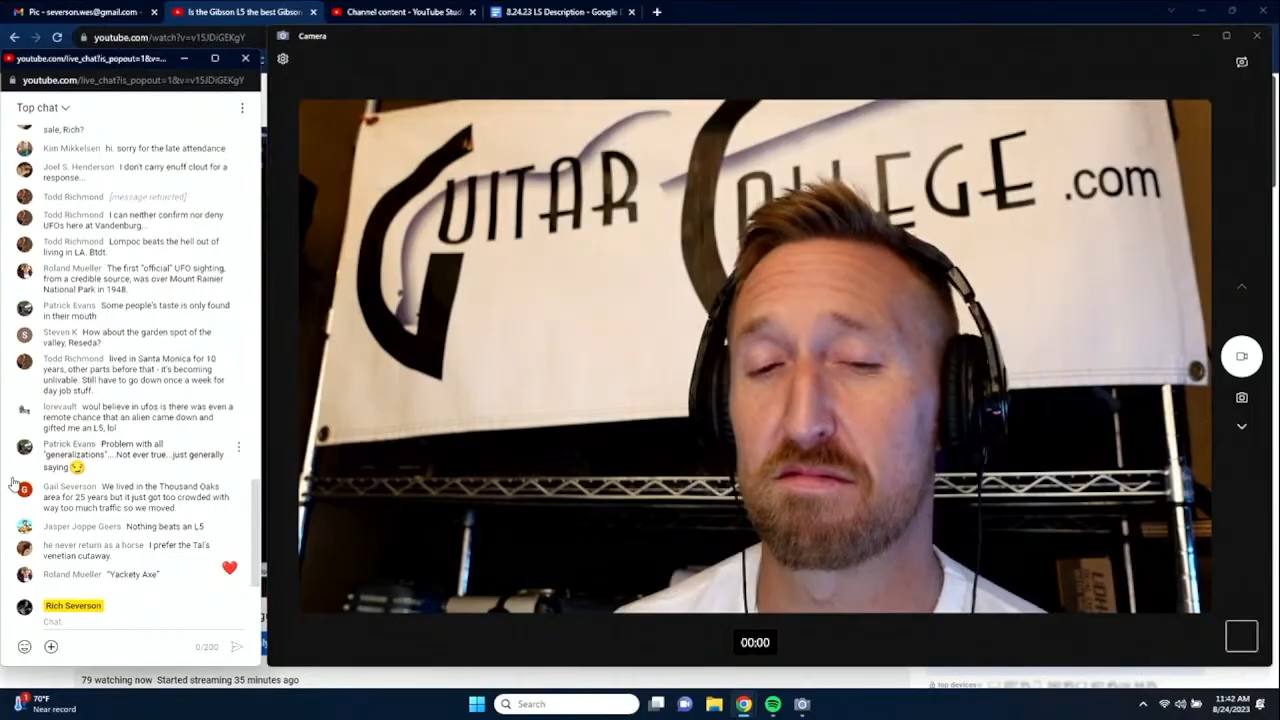 Pic - severson.wes@gmail.com -
Is the Gibson L5 the best Gibson
Channel content - YouTube Stud
8.24.23 LS Description - Google D
youtube.com/watch?v=v15JDiGEKgY
Camera
youtube.com/live_chat?is_popout=1&v=...
youtube.com/live_chat?is_popout=1&v=v15JDiGEKgY
Top chat
sale, Rich?
Kim Mikkelsen hi. sorry for the late attendance
Joel S. Henderson I don't carry enuff clout for a
response...
Todd Richmond [message retracted]
Todd Richmond I can neither confirm nor deny
UFOs here at Vandenburg...
Todd Richmond Lompoc beats the hell out of
living in LA. Btdt.
Roland Mueller The first "official" UFO sighting,
from a credible source, was over Mount Rainier
National Park in 1948.
Patrick Evans Some people's taste is only found
in their mouth
Steven K How about the garden spot of the
valley, Reseda?
Todd Richmond lived in Santa Monica for 10
years, other parts before that - it's becoming
unlivable. Still have to go down once a week for
day job stuff.
lorevault woul believe in ufos is there was even a
remote chance that an alien came down and
gifted me an L5, lol
Patrick Evans Problem with all
"generalizations"....Not ever true...just generally
saying😏
Gail Severson We lived in the Thousand Oaks
area for 25 years but it just got too crowded with
way too much traffic so we moved.
Jasper Joppe Geers Nothing beats an L5
he never return as a horse I prefer the Tal's
venetian cutaway.
Roland Mueller "Yackety Axe"
Rich Severson
Chat
0/200
GUITAR COLLEGE .com
00:00
79 watching now Started streaming 35 minutes ago
top devices
1
70°F
Near record
Search
11:42 AM
8/24/2023